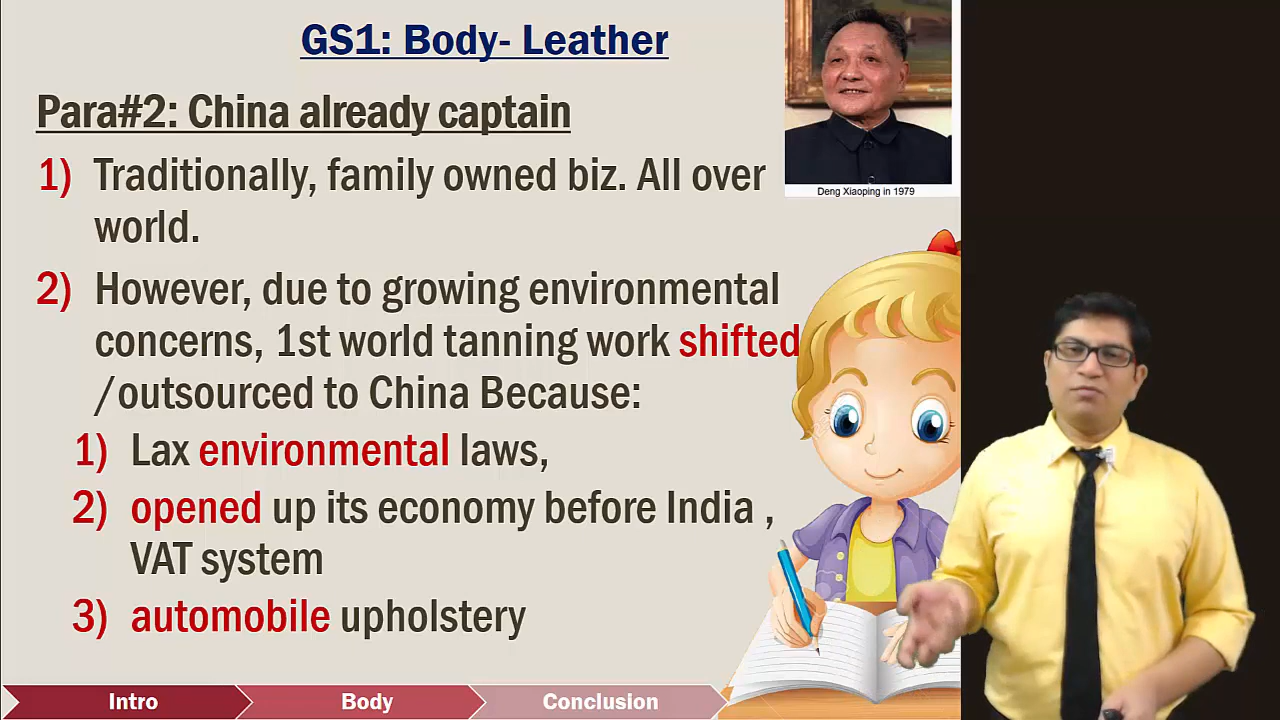 GS1: Body- Leather
Para#2: China already captain
1) Traditionally, family owned biz. All over
world.
2) However, due to growing environmental
concerns, 1st world tanning work shifted
/outsourced to China Because:
1) Lax environmental laws,
2) opened up its economy before India ,
VAT system
3) automobile upholstery
Deng Xiaoping in 1979
Intro
Body
Conclusion